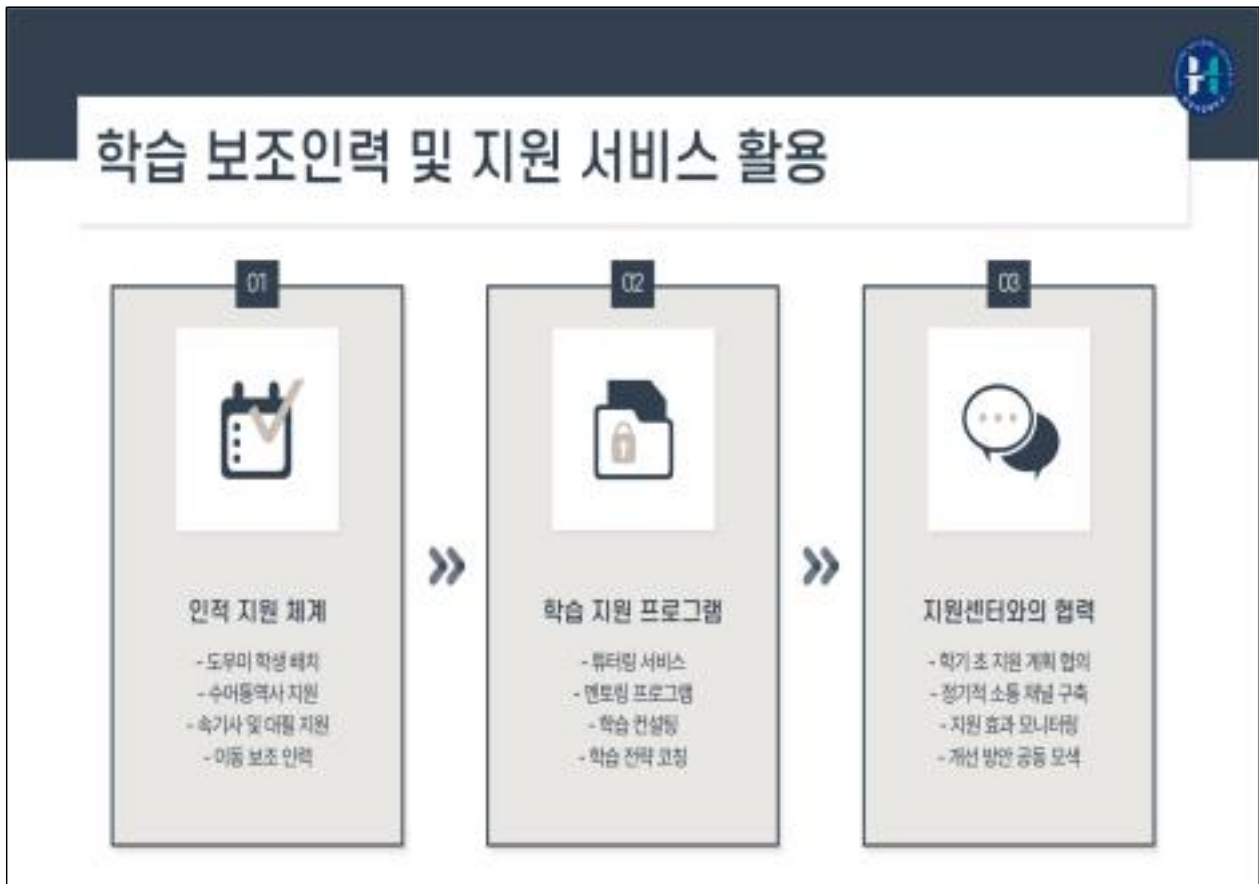 학습 보조인력 및 지원 서비스 활용
01
인적 지원 체계
- 도우미 학생 배치
- 수어통역사 지원
- 속기사 및 대필 지원
- 이동 보조 인력
02
학습 지원 프로그램
- 튜터링 서비스
- 멘토링 프로그램
- 학습 컨설팅
- 학습 전략 코칭
03
지원센터와의 협력
- 학기 초 지원 계획 협의
- 정기적 소통 채널 구축
- 지원 효과 모니터링
- 개선 방안 공동 모색